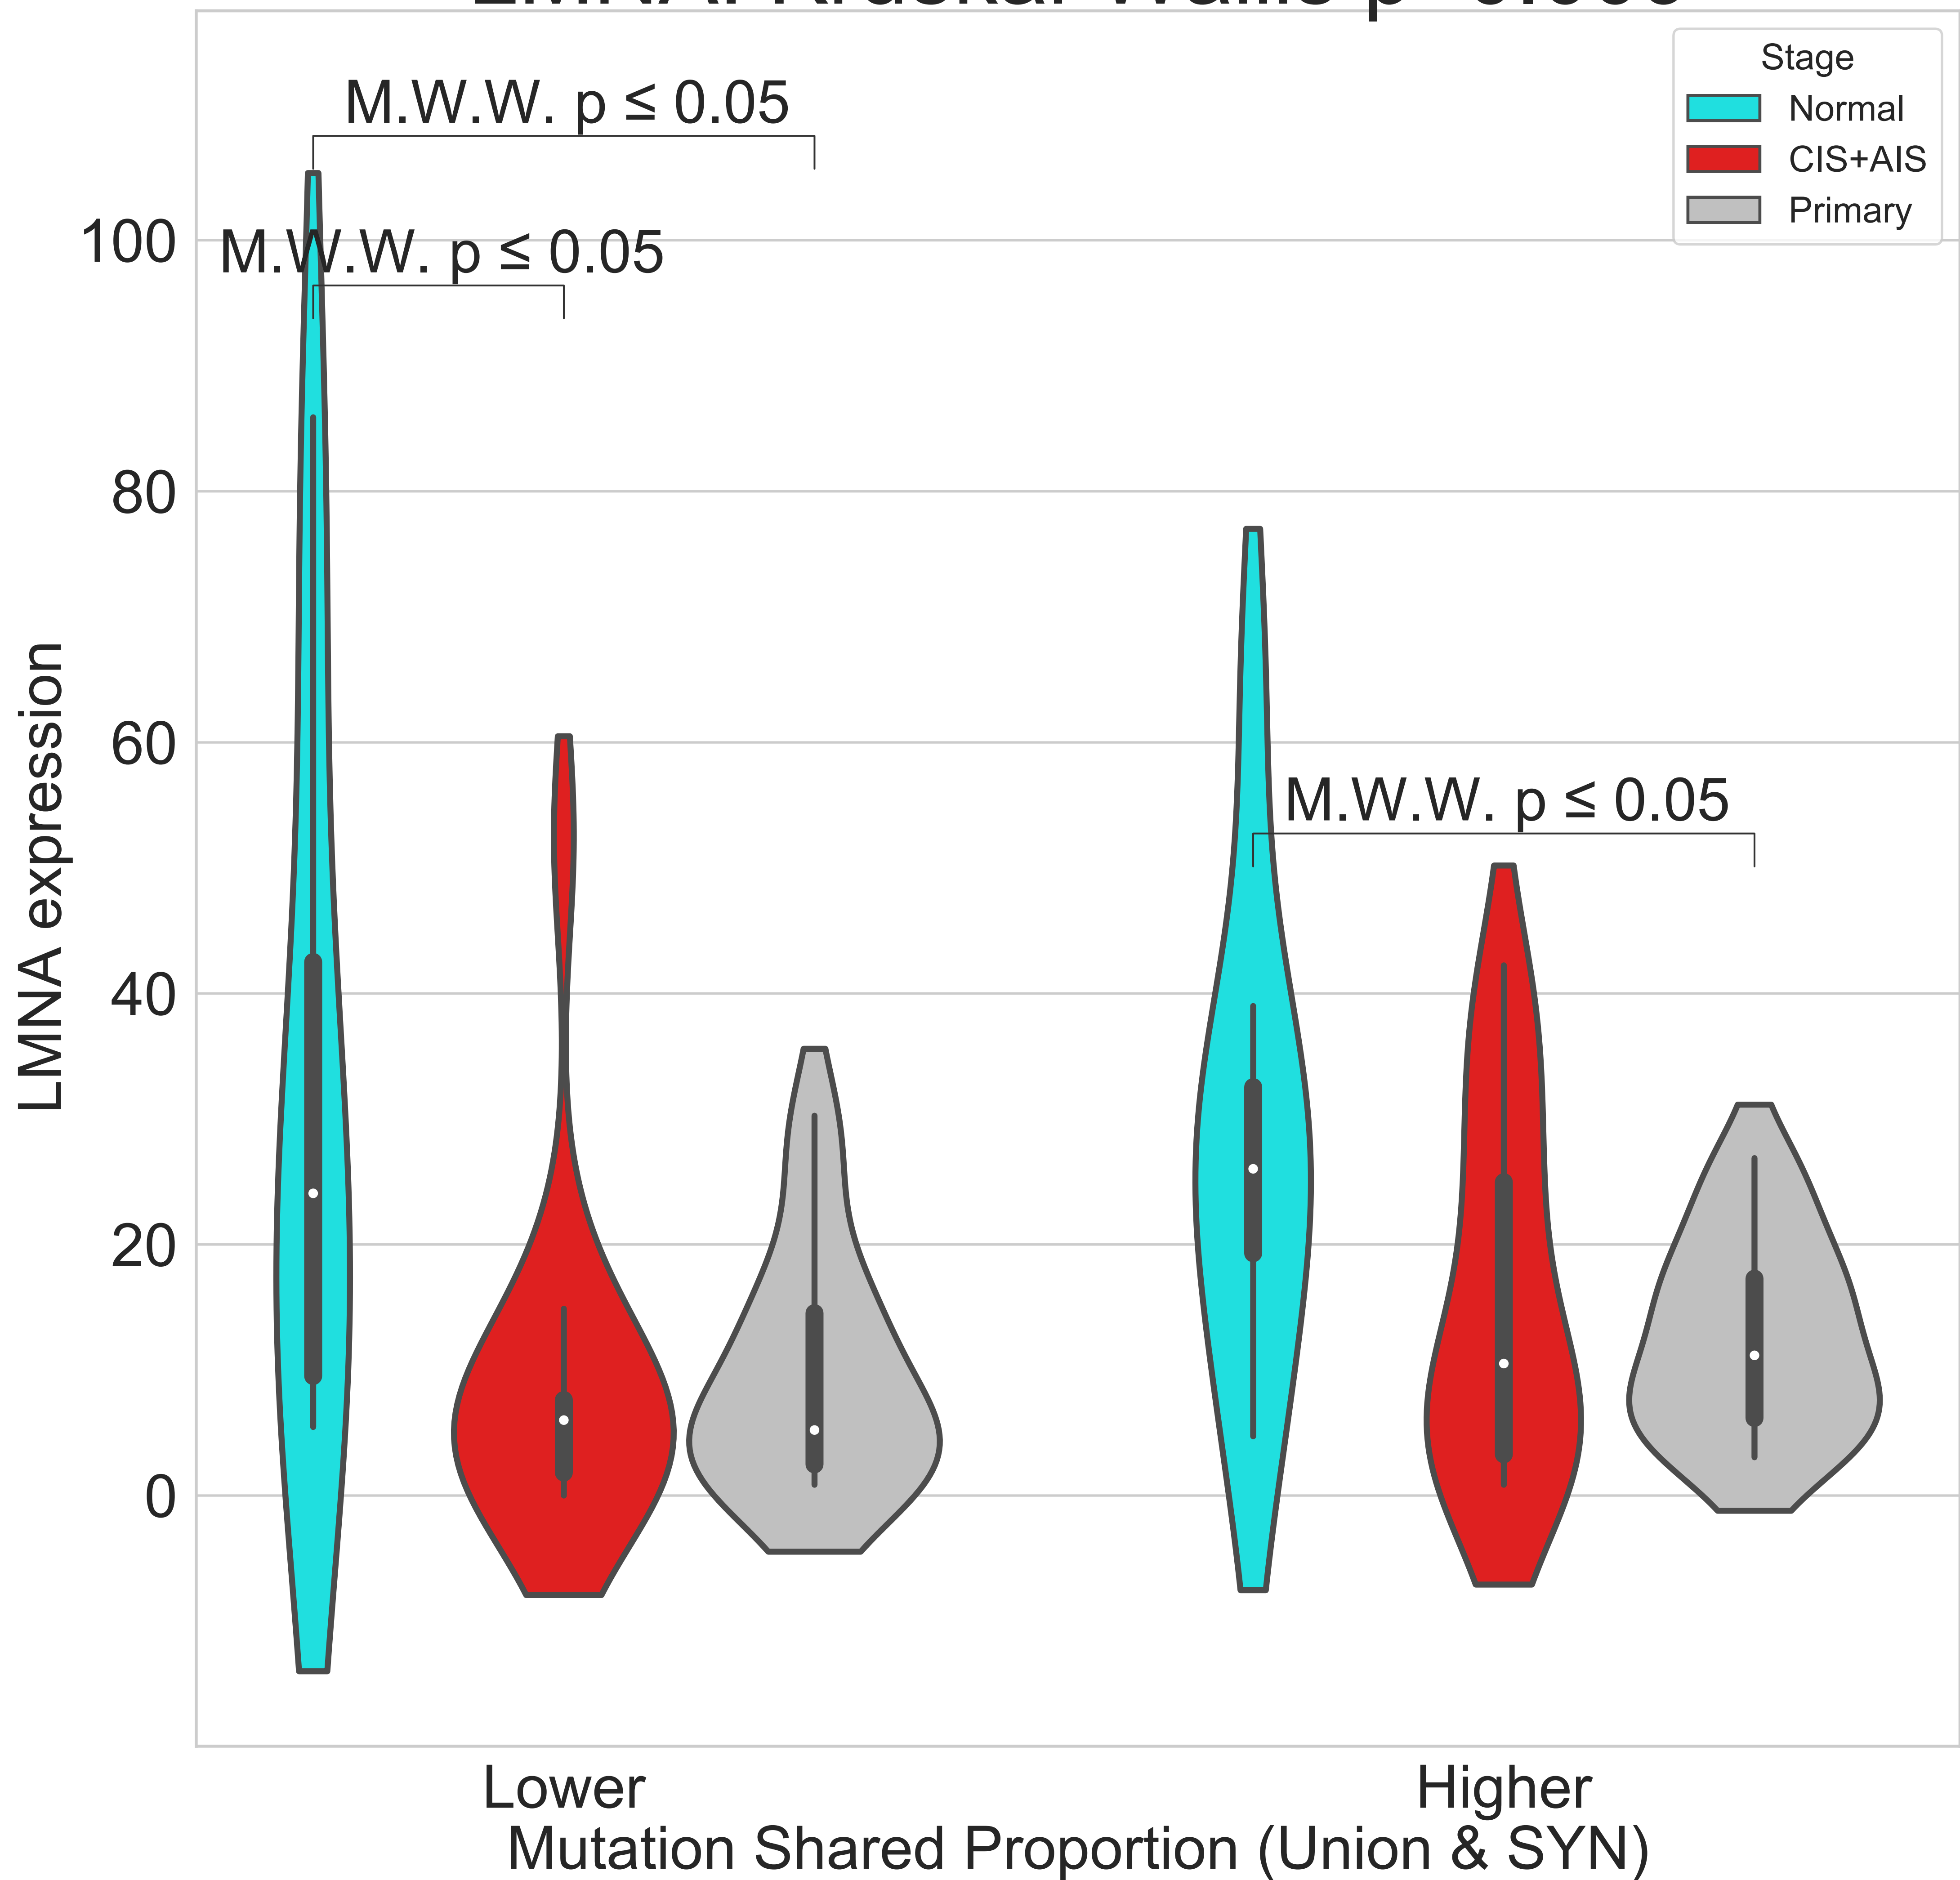 Stage
Normal
CIS+AIS
Primary
M.W.W. p ≤ 0.05
M.W.W. p ≤ 0.05
M.W.W. p ≤ 0.05
100
80
60
40
20
0
LMNA expression
Lower
Higher
Mutation Shared Proportion (Union & SYN)